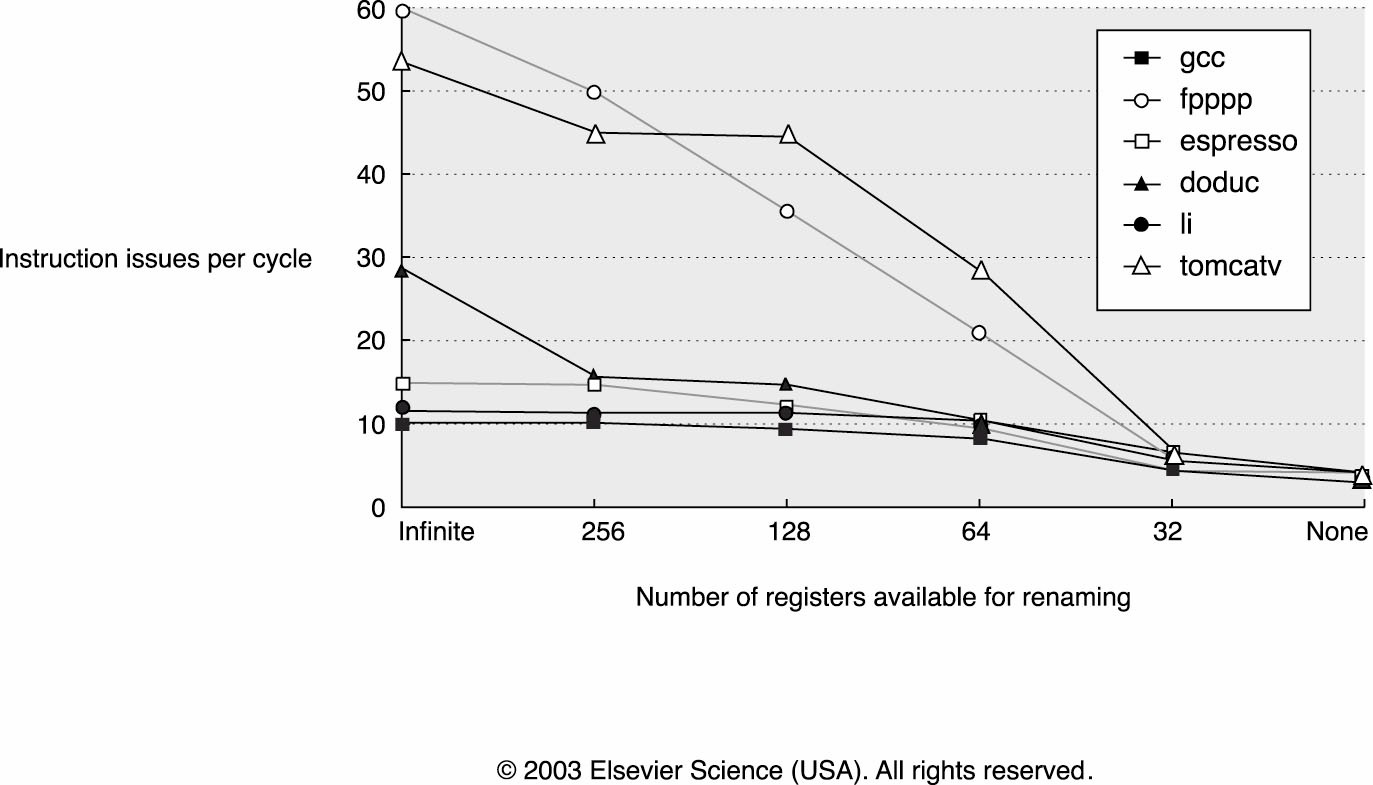 60
50
40
30
20
10
0
Instruction issues per cycle
gcc
fpppp
espresso
doduc
li
tomcatv
Infinite 256 128 64 32 None
Number of registers available for renaming
© 2003 Elsevier Science (USA). All rights reserved.